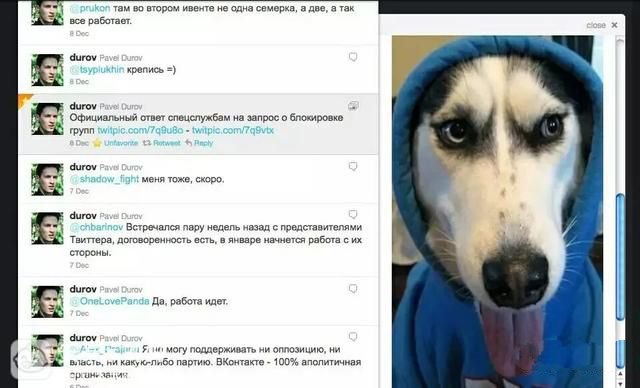 @prukon там во втором ивенте не одна семерка, а две, а так
все работает.
8 Dec
close ×
durov Pavel Durov
@tsypiukhin крепись =)
8 Dec
durov Pavel Durov
Официальный ответ спецслужбам на запрос о блокировке
групп twitpic.com/7q9u8o - twitpic.com/7q9vtx
8 Dec Unfavorite Retweet Reply
durov Pavel Durov
@shadow_fight меня тоже, скоро.
7 Dec
durov Pavel Durov
@chbarinov Встречался пару недель назад с представителями
Твиттера, договоренность есть, в январе начнется работа с их
стороны.
7 Dec
durov Pavel Durov
@OneLovePanda Да, работа идет.
7 Dec
durov Pavel Durov
Я не могу поддерживать ни оппозицию, ни
власть, ни какую-либо партию. ВКонтакте - 100% аполитичная
организация.
6 Dec